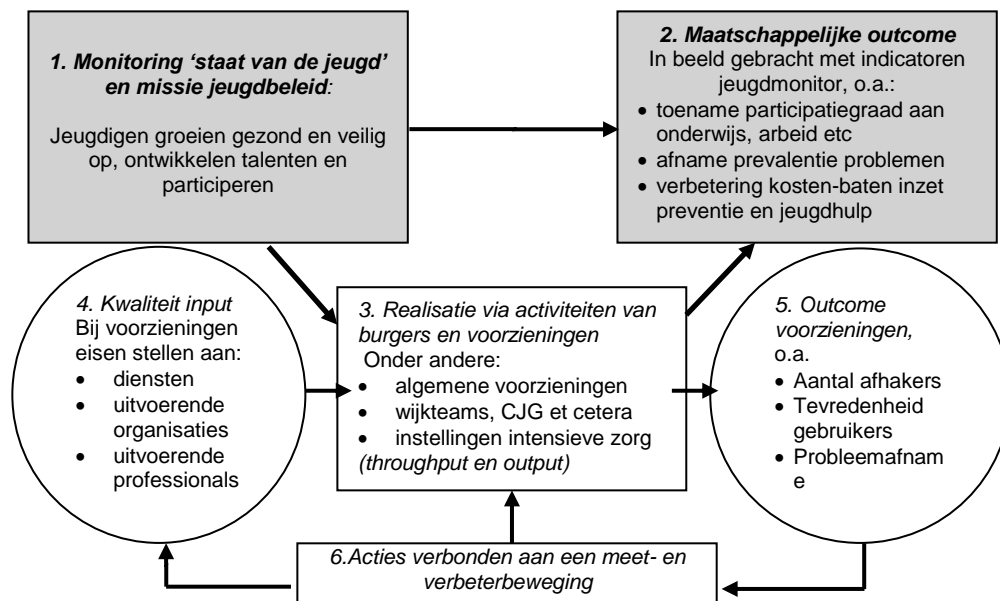 1. Monitoring ‘staat van de jeugd’
en missie jeugdbeleid:
Jeugdigen groeien gezond en veilig
op, ontwikkelen talenten en
participeren
2. Maatschappelijke outcome
In beeld gebracht met indicatoren
jeugdmonitor, o.a.:
• toename participatiegraad aan
onderwijs, arbeid etc
• afname prevalentie problemen
• verbetering kosten-baten inzet
preventie en jeugdhulp
4. Kwaliteit input
Bij voorzieningen
eisen stellen aan:
• diensten
• uitvoerende
organisaties
• uitvoerende
professionals
3. Realisatie via activiteiten van
burgers en voorzieningen
Onder andere:
• algemene voorzieningen
• wijkteams, CJG et cetera
• instellingen intensieve zorg
(throughput en output)
5. Outcome
voorzieningen,
o.a.
• Aantal afhakers
• Tevredenheid
gebruikers
• Probleemafnam
e
6.Acties verbonden aan een meet- en
verbeterbeweging